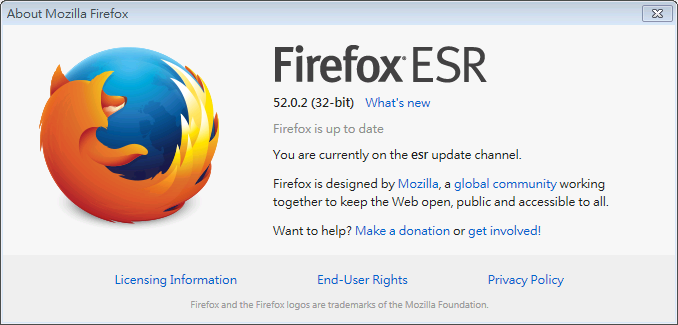 About Mozilla Firefox
Firefox ESR
52.0.2 (32-bit) What's new
Firefox is up to date
You are currently on the esr update channel.
Firefox is designed by Mozilla, a global community working
together to keep the Web open, public and accessible to all.
Want to help? Make a donation or get involved!
Licensing Information End-User Rights Privacy Policy
Firefox and the Firefox logos are trademarks of the Mozilla Foundation.